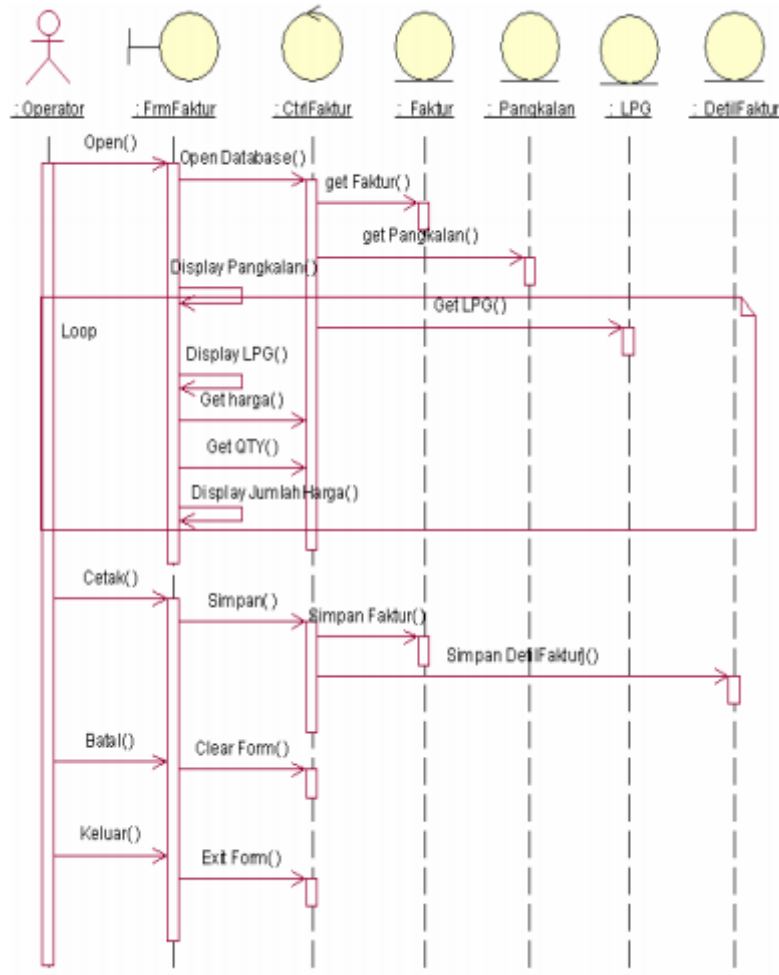 : Operator
: FrmFaktur
: CtrlFaktur
: Faktur
: Pangkalan
: LPG
: DetilFaktur
Open()
Open Database()
get Faktur()
get Pangkalan()
Display Pangkalan()
Get LPG()
Loop
Display LPG()
Get harga()
Get QTY()
Display Jumlah Harga()
Cetak()
Simpan()
Simpan Faktur()
Simpan DetilFaktur]()
Batal()
Clear Form()
Keluar()
Exit Form()